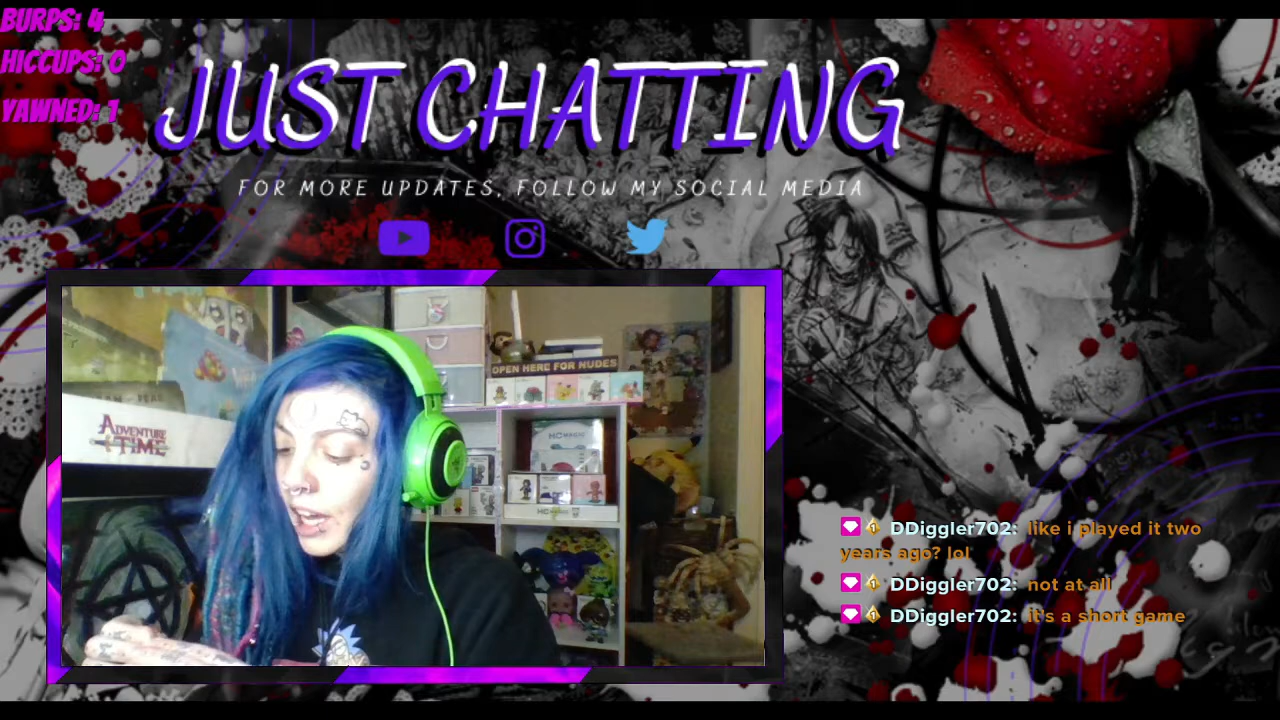 BURPS: 4
HICCUPS: 0
YAWNED: 1
JUST CHATTING
FOR MORE UPDATES, FOLLOW MY SOCIAL MEDIA
OPEN HERE FOR NUDES
ADVENTURE
TIME
DDiggler702: like i played it two
years ago? lol
DDiggler702: not at all
DDiggler702: it's a short game